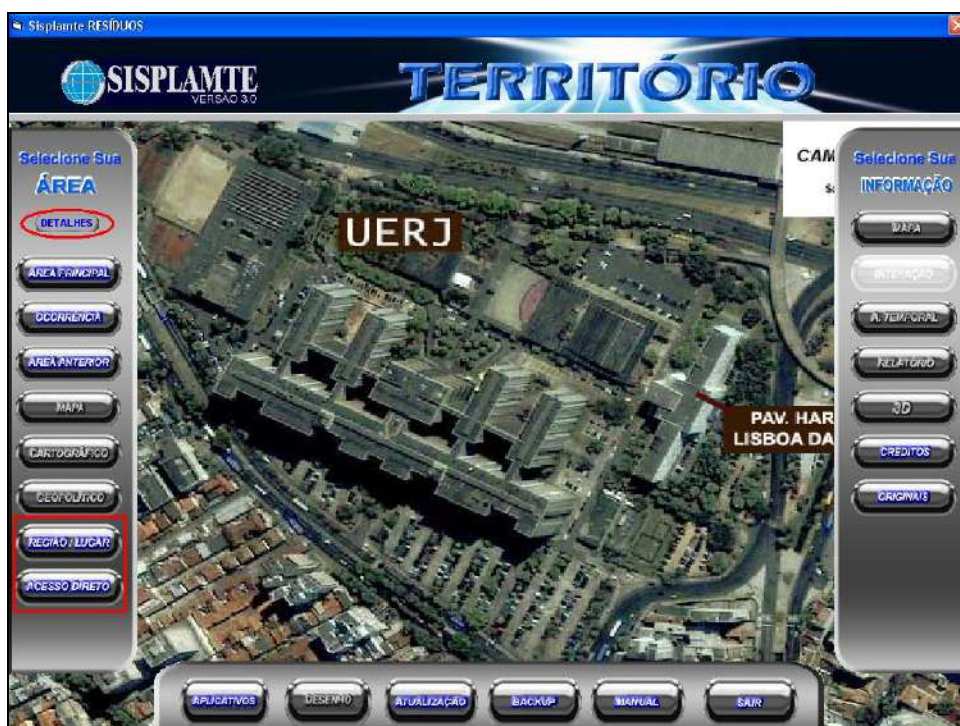 Sisplamte RESÍDUOS
SISPLAMTE
VERSÃO 3.0
TERRITÓRIO
Selecione Sua
ÁREA
DETALHES
ÁREA PRINCIPAL
OCORRÊNCIA
ÁREA ANTERIOR
MAPA
CARTOGRÁFICO
GEOPOLÍTICO
REGIÃO / LUGAR
ACESSO DIRETO
UERJ
CAM
PAV. HAR
LISBOA DA
Selecione Sua
INFORMAÇÃO
MAPA
INTERAÇÃO
A. TEMPORAL
RELATÓRIO
3D
CRÉDITOS
ORIGINAIS
APLICATIVOS
DESENHO
ATUALIZAÇÃO
BACKUP
MANUAL
SAIR